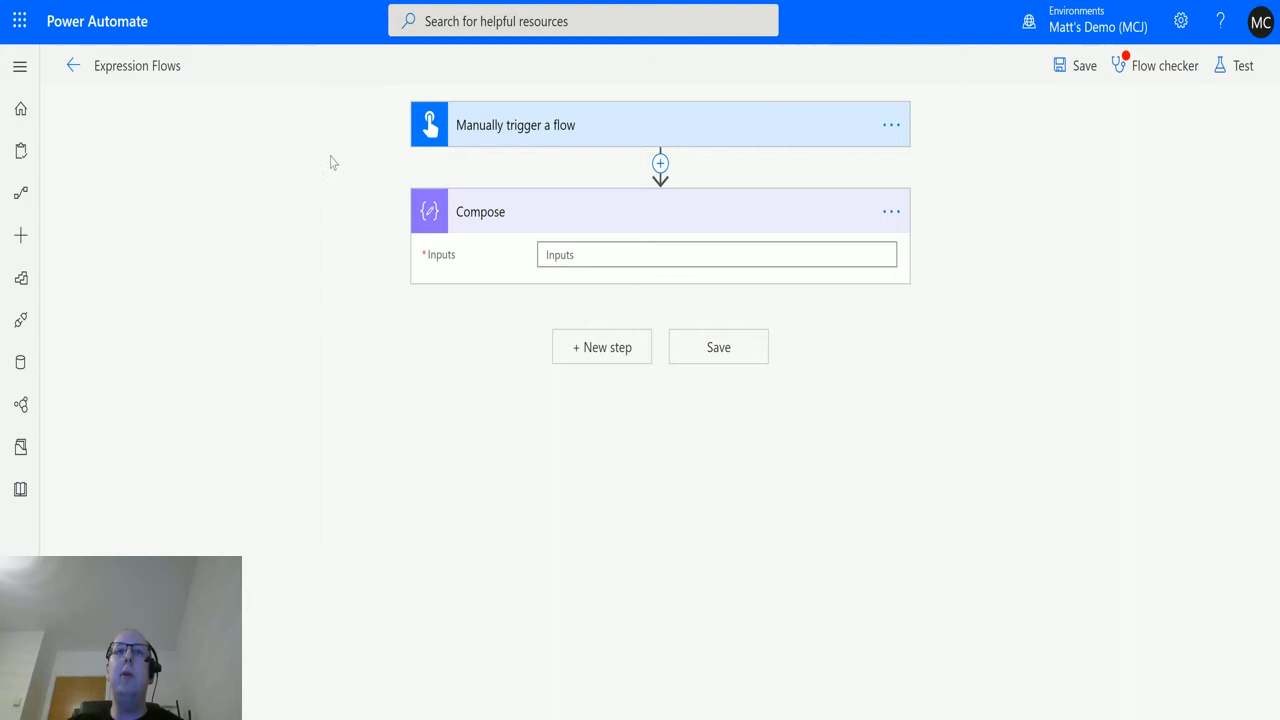 Power Automate
Search for helpful resources
Environments
Matt's Demo (MCJ)
?
MC
Expression Flows
Save
Flow checker
Test
Manually trigger a flow
...
Compose
...
* Inputs
Inputs
+ New step
Save